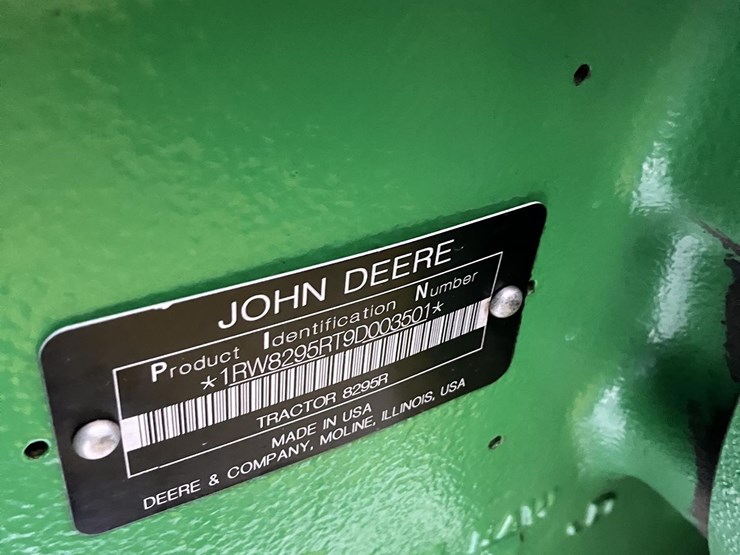 JOHN DEERE
Product Identification Number
*1RW8295RT9D003501*
TRACTOR 8295R
MADE IN USA
DEERE & COMPANY, MOLINE, ILLINOIS, USA